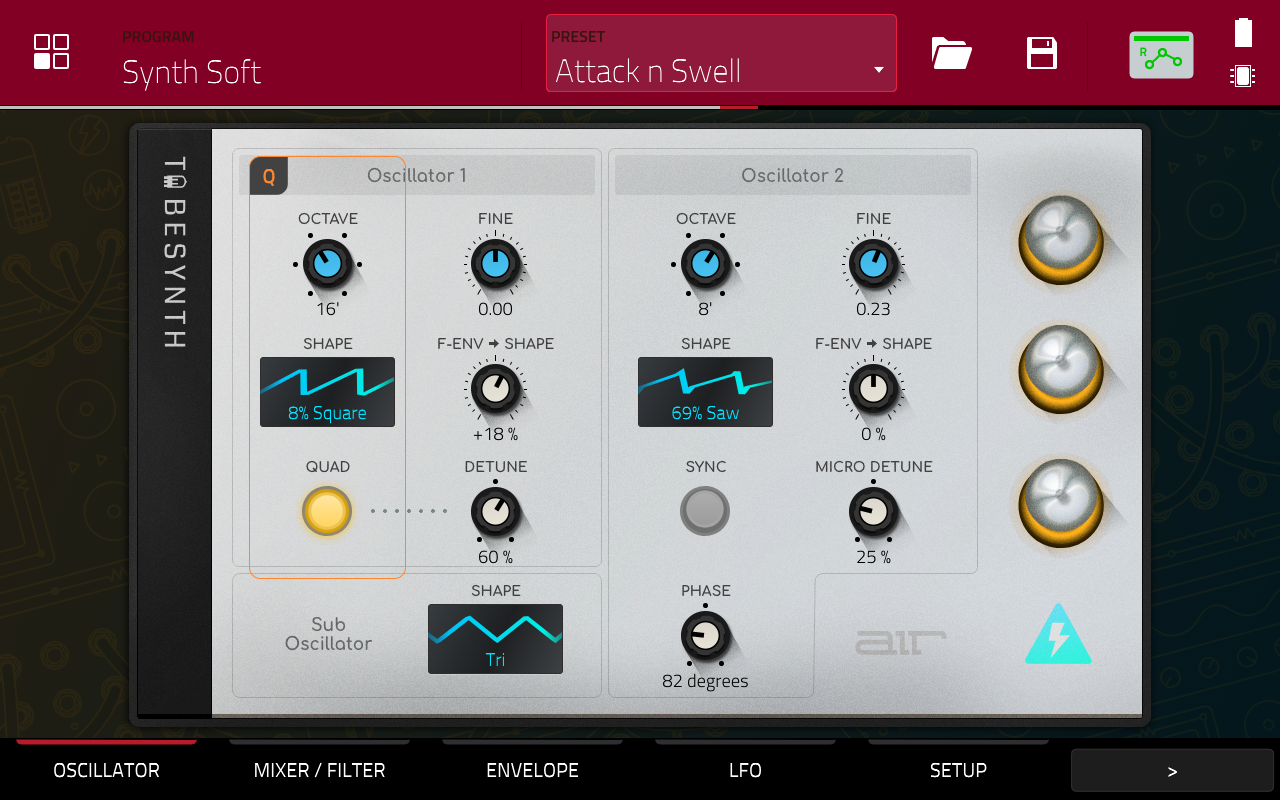 PROGRAM
Synth Soft
PRESET
Attack n Swell
R
TUBESYNTH
Q
Oscillator 1
Oscillator 2
OCTAVE
FINE
OCTAVE
FINE
16'
0.00
8'
0.23
SHAPE
F-ENV → SHAPE
SHAPE
F-ENV → SHAPE
8% Square
69% Saw
+18 %
0 %
QUAD
DETUNE
SYNC
MICRO DETUNE
60 %
25 %
SHAPE
PHASE
Sub
Oscillator
Tri
air
82 degrees
OSCILLATOR
MIXER / FILTER
ENVELOPE
LFO
SETUP
>